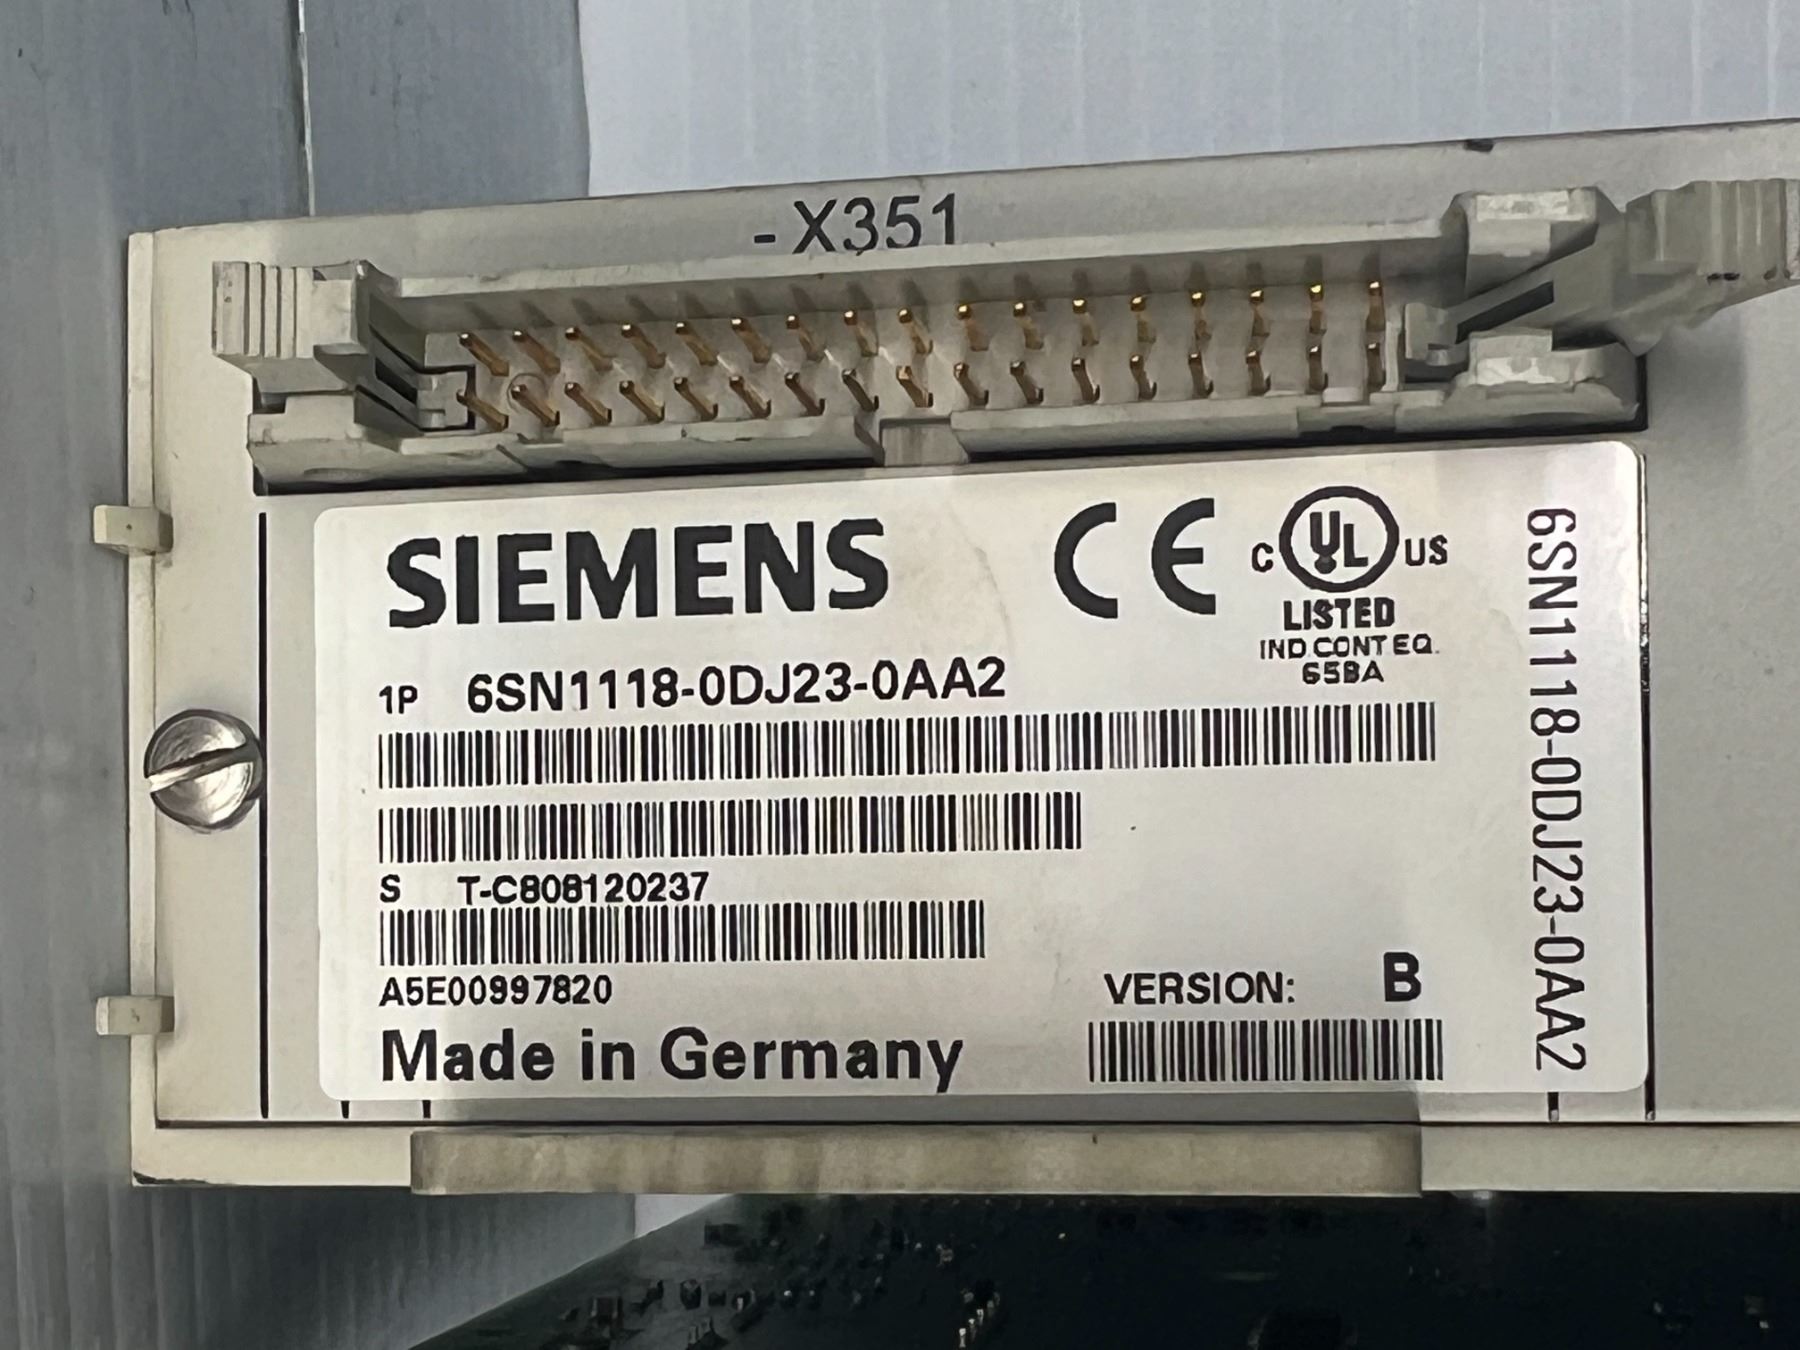 -X351
SIEMENS
CE
C UL US
LISTED
IND.CONT EQ.
65BA
1P 6SN1118-0DJ23-0AA2
S T-C808120237
A5E00997820
VERSION: B
Made in Germany
6SN1118-0DJ23-0AA2